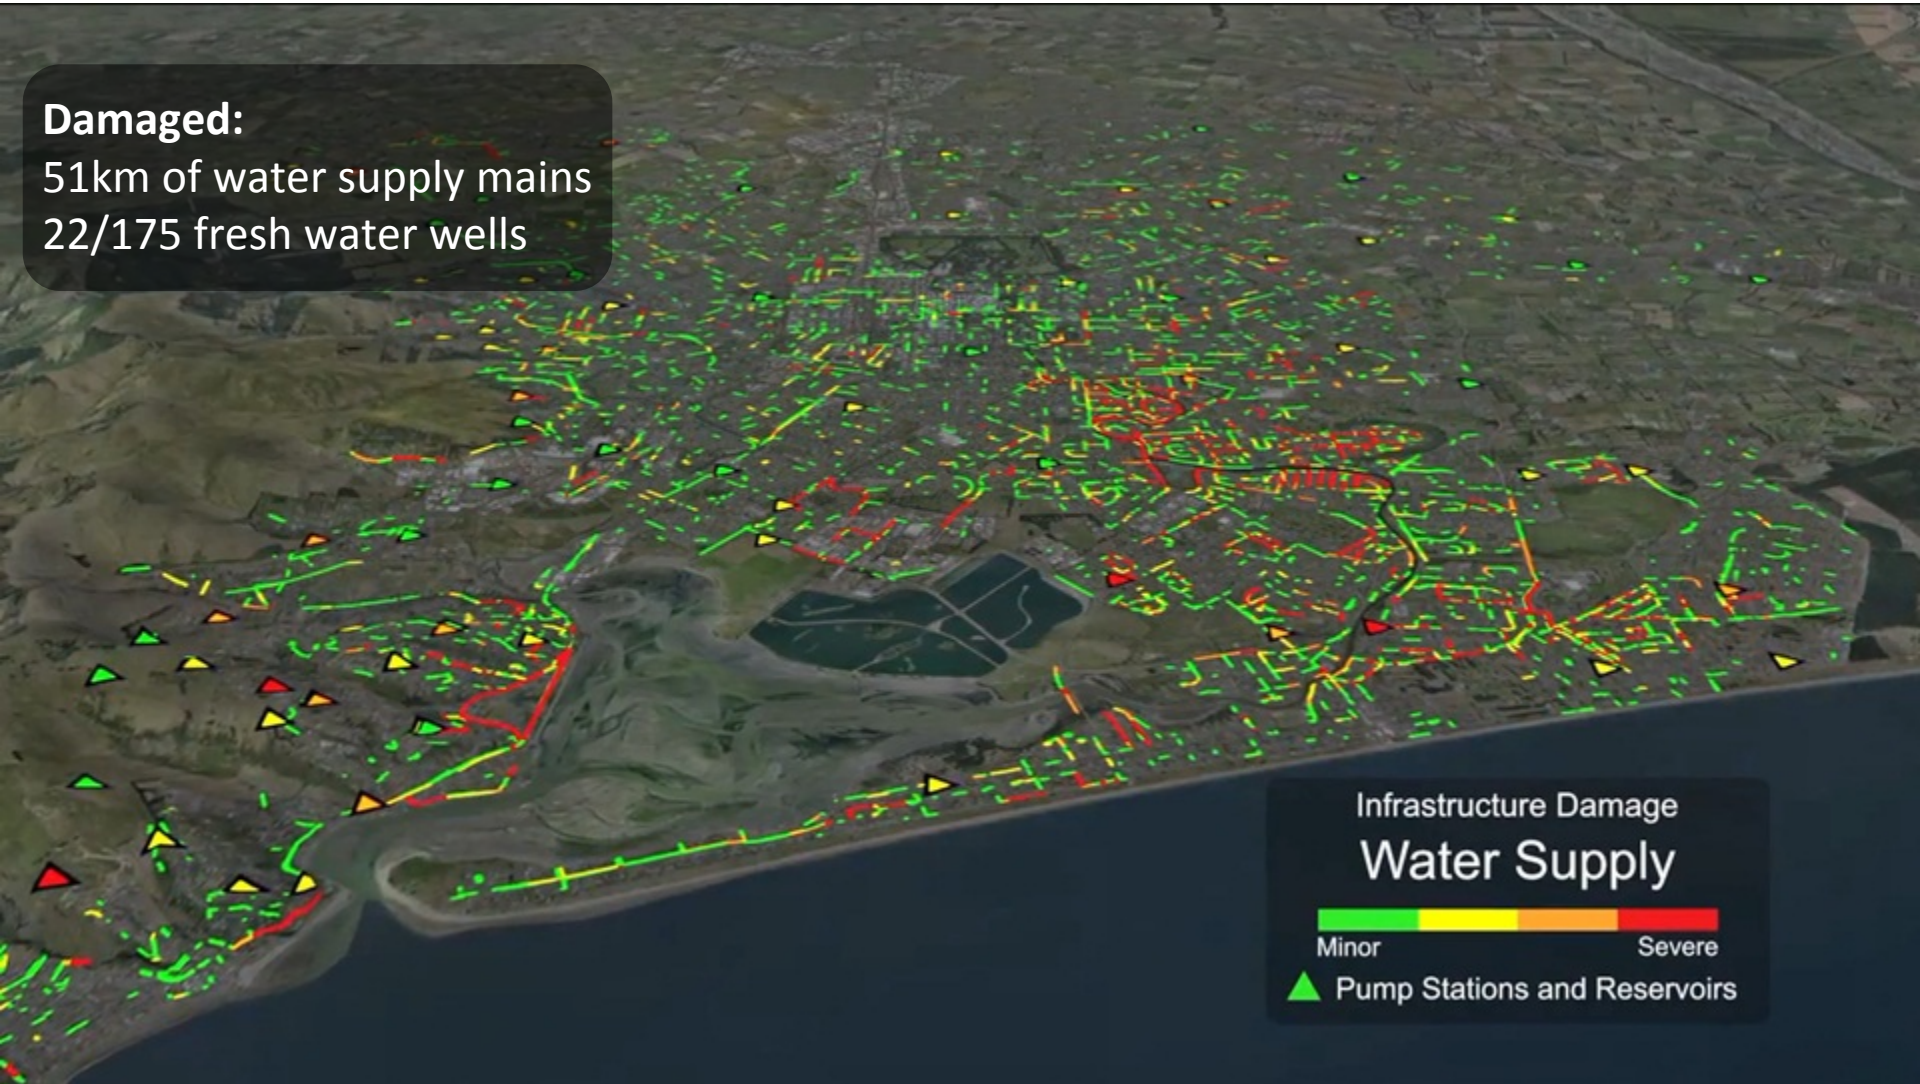 Damaged:
51km of water supply mains
22/175 fresh water wells
Infrastructure Damage
Water Supply
Minor
Severe
Pump Stations and Reservoirs